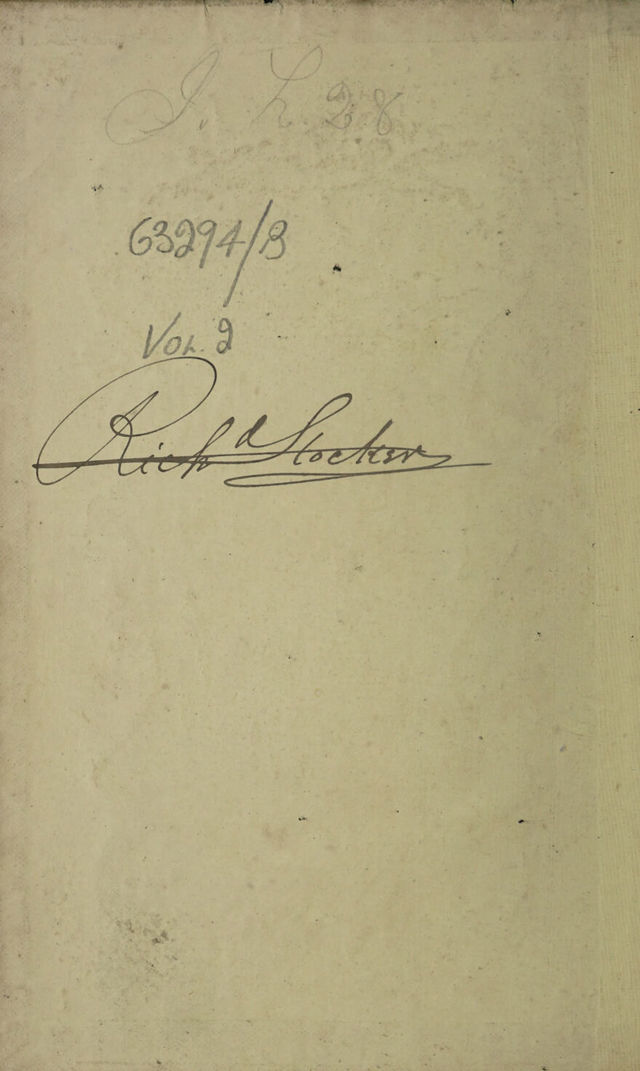 J. L. 28
63294/B
Vol. 2
Richd Stocker